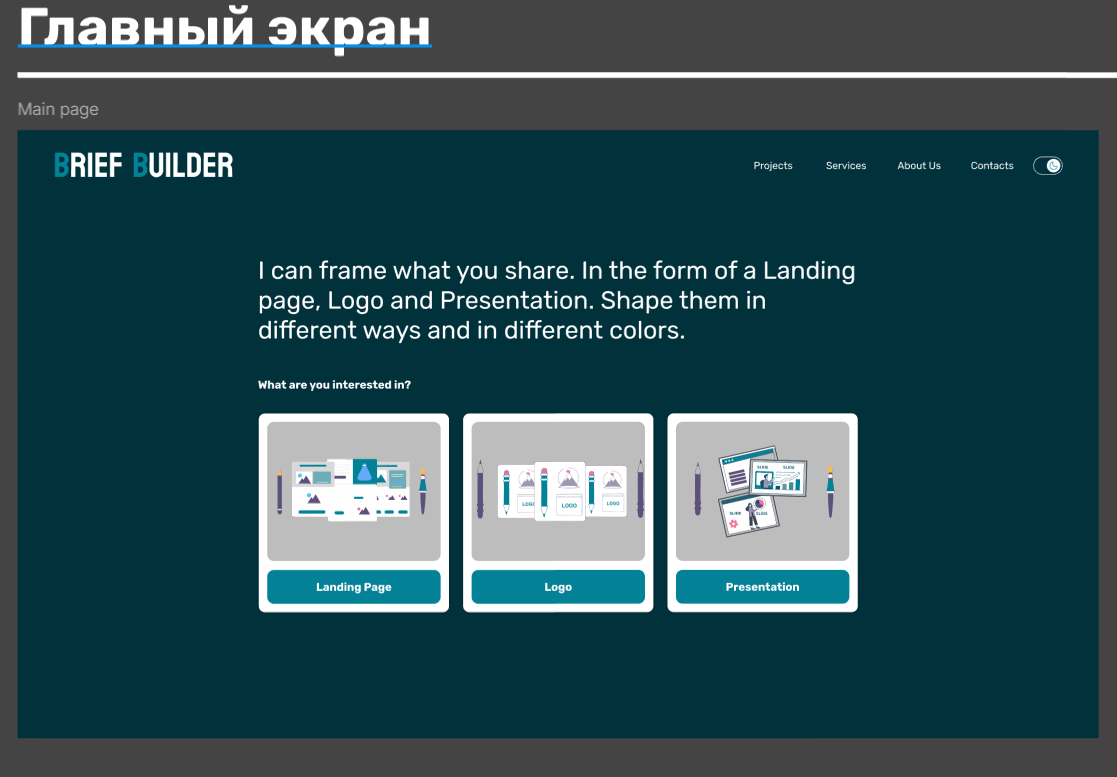 Главный экран
Main page
BRIEF BUILDER
Projects Services About Us Contacts
I can frame what you share. In the form of a Landing
page, Logo and Presentation. Shape them in
different ways and in different colors.
What are you interested in?
SLIDE SLIDE
LOGO LOGO LOGO
SLIDE SLIDE
Landing Page Logo Presentation